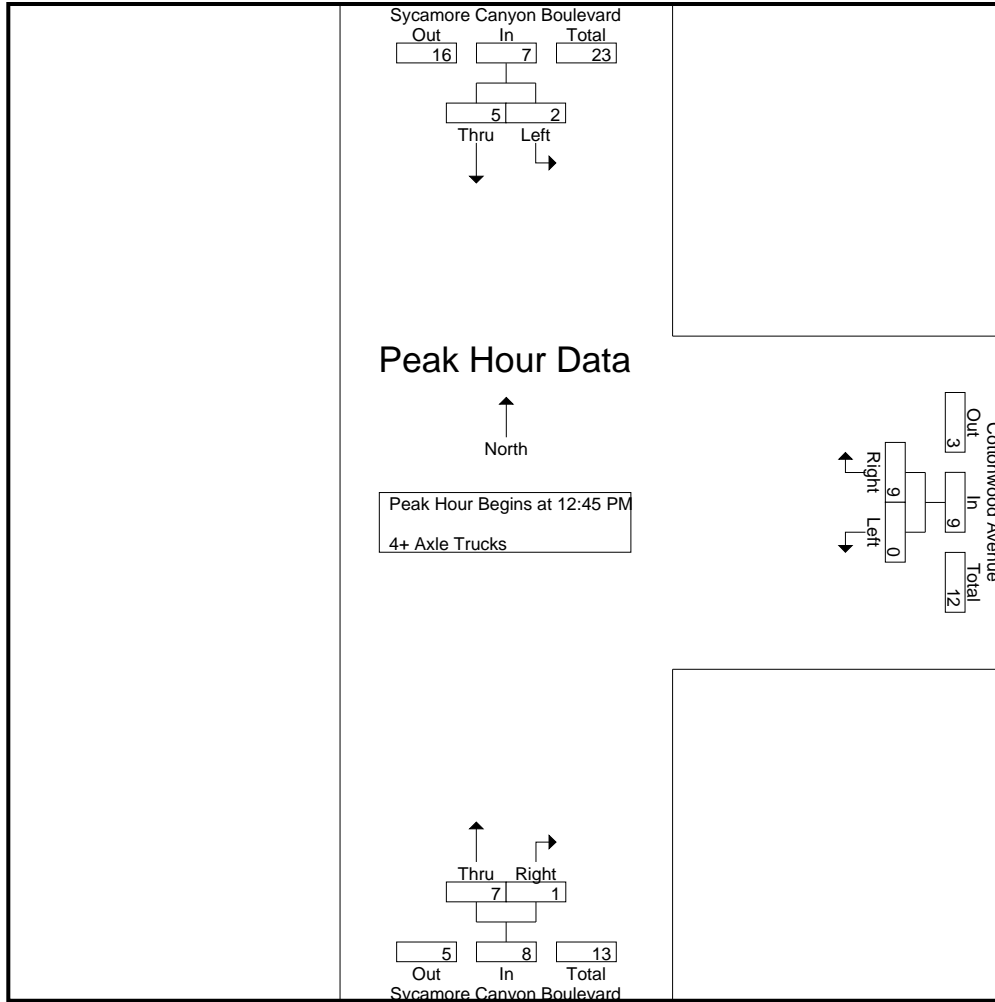 Sycamore Canyon Boulevard
Out In Total
16 7 23
5 2
Thru Left
Peak Hour Data
North
Peak Hour Begins at 12:45 PM
4+ Axle Trucks
Cottonwood Avenue
Out In Total
3 9 12
9 0
Right Left
Thru Right
7 1
5 8 13
Out In Total
Sycamore Canyon Boulevard